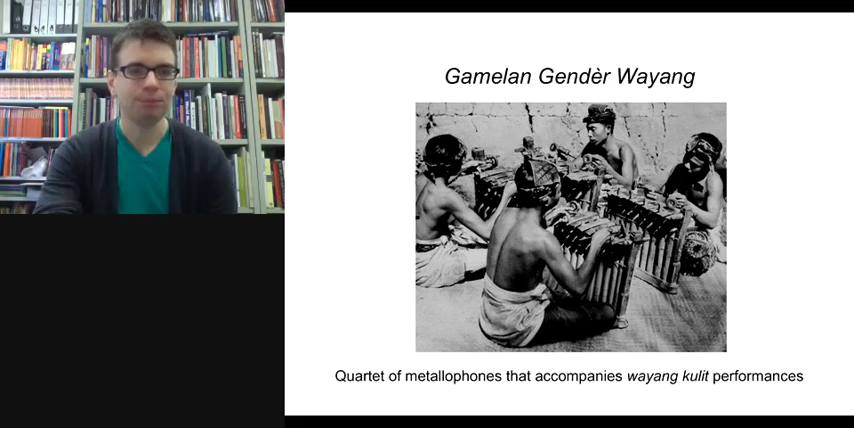 Gamelan Gendèr Wayang
Quartet of metallophones that accompanies wayang kulit performances